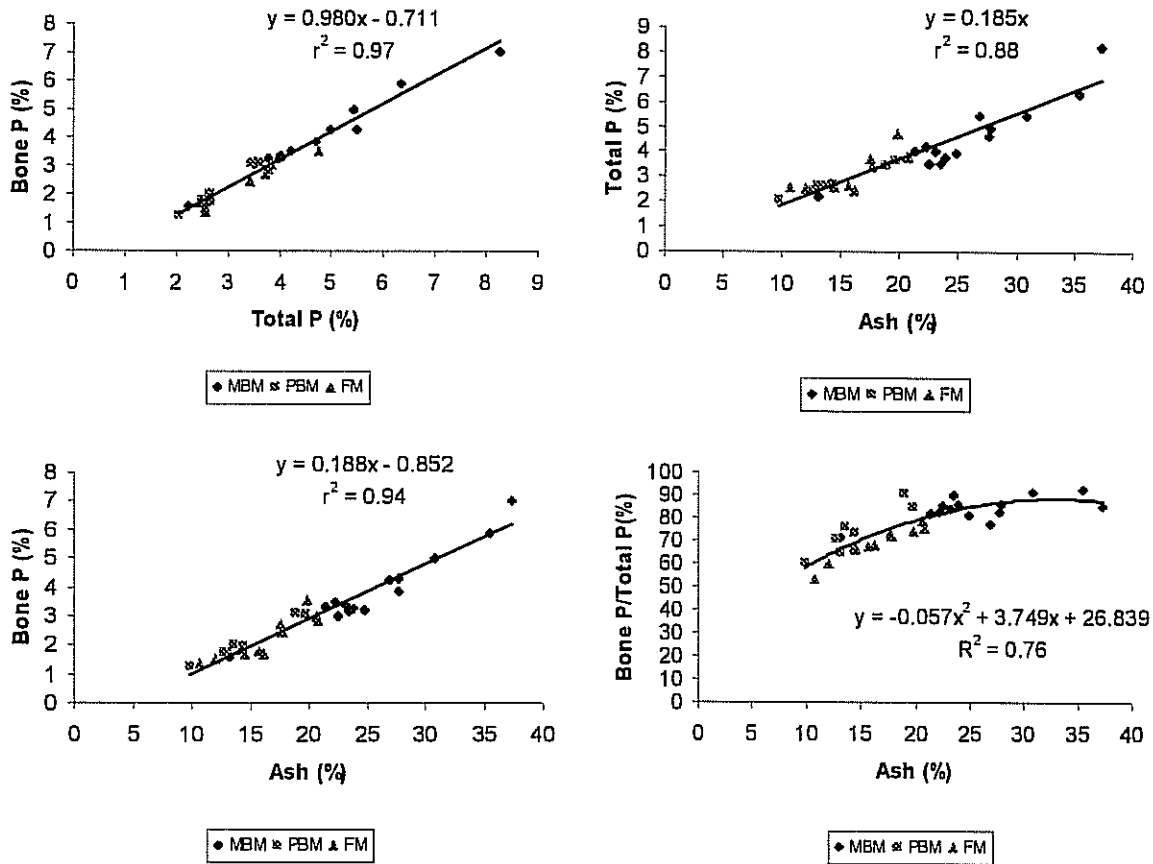 y = 0.980x - 0.711
r² = 0.97
Bone P (%)
8
7
6
5
4
3
2
1
0
0 1 2 3 4 5 6 7 8 9
Total P (%)
MBM PBM FM
y = 0.185x
r² = 0.88
Total P (%)
9
8
7
6
5
4
3
2
1
0
0 5 10 15 20 25 30 35 40
Ash (%)
MBM PBM FM
y = 0.188x - 0.852
r² = 0.94
Bone P (%)
8
7
6
5
4
3
2
1
0
0 5 10 15 20 25 30 35 40
Ash (%)
MBM PBM FM
Bone P/Total P(%)
100
90
80
70
60
50
40
30
20
10
0
y = -0.057x² + 3.749x + 26.839
R² = 0.76
0 5 10 15 20 25 30 35 40
Ash (%)
MBM PBM FM